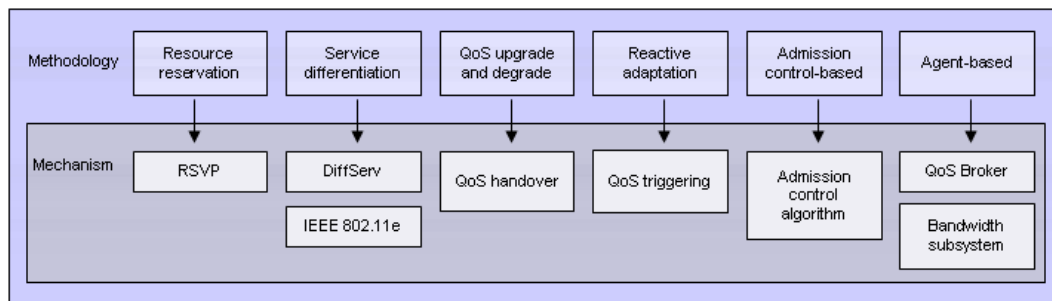 Methodology
Resource
reservation
Service
differentiation
QoS upgrade
and degrade
Reactive
adaptation
Admission
control-based
Agent-based
Mechanism
RSVP
DiffServ
IEEE 802.11e
QoS handover
QoS triggering
Admission
control
algorithm
QoS Broker
Bandwidth
subsystem